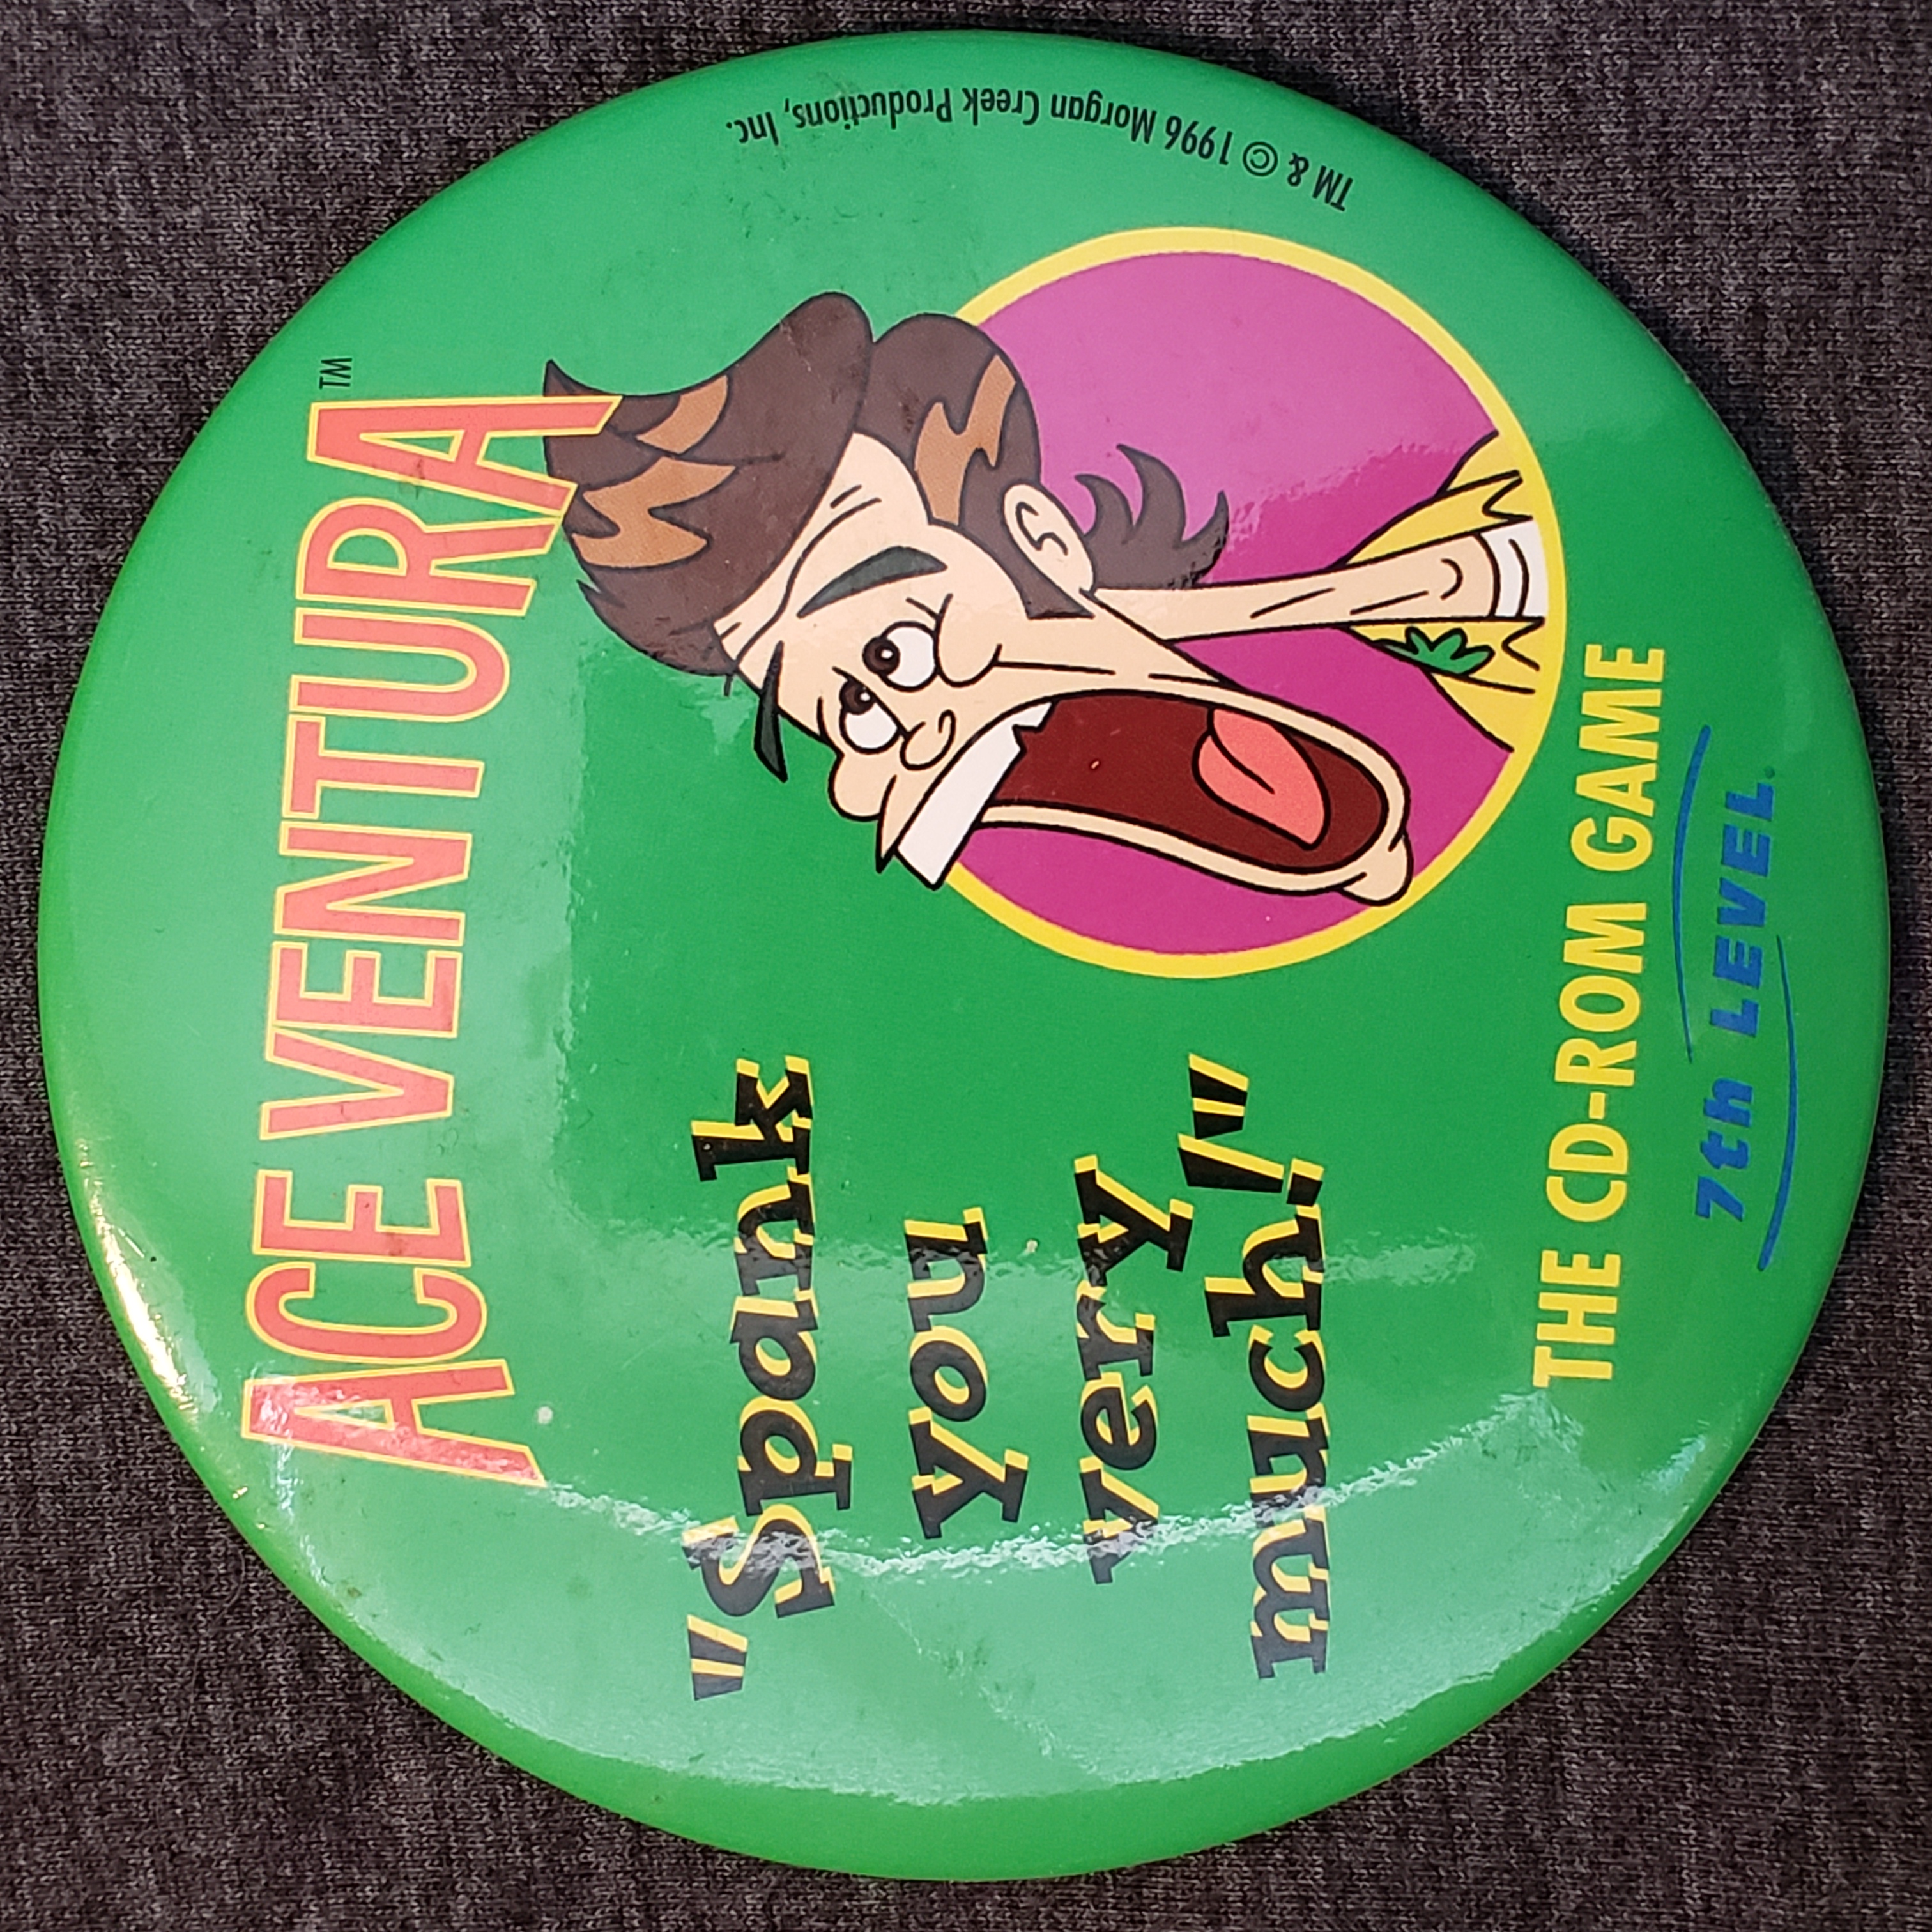 ACE VENTURA™
"Spank
you
very
much!"
THE CD-ROM GAME
7th LEVEL.
TM & © 1996 Morgan Creek Productions, Inc.